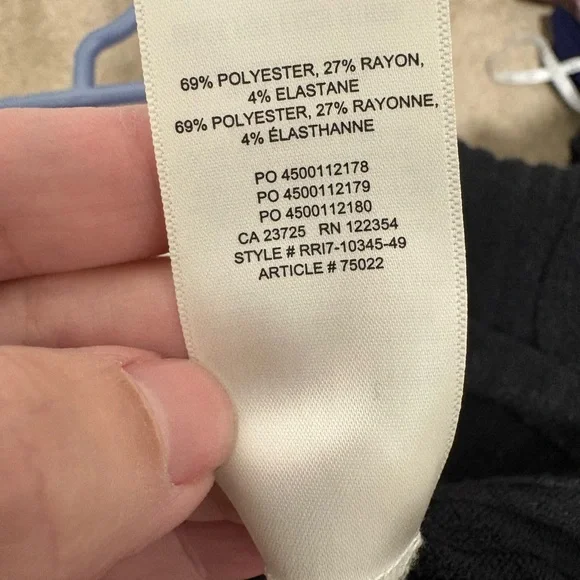 69% POLYESTER, 27% RAYON,
4% ELASTANE
69% POLYESTER, 27% RAYONNE,
4% ÉLASTHANNE
PO 4500112178
PO 4500112179
PO 4500112180
CA 23725 RN 122354
STYLE # RRI7-10345-49
ARTICLE # 75022